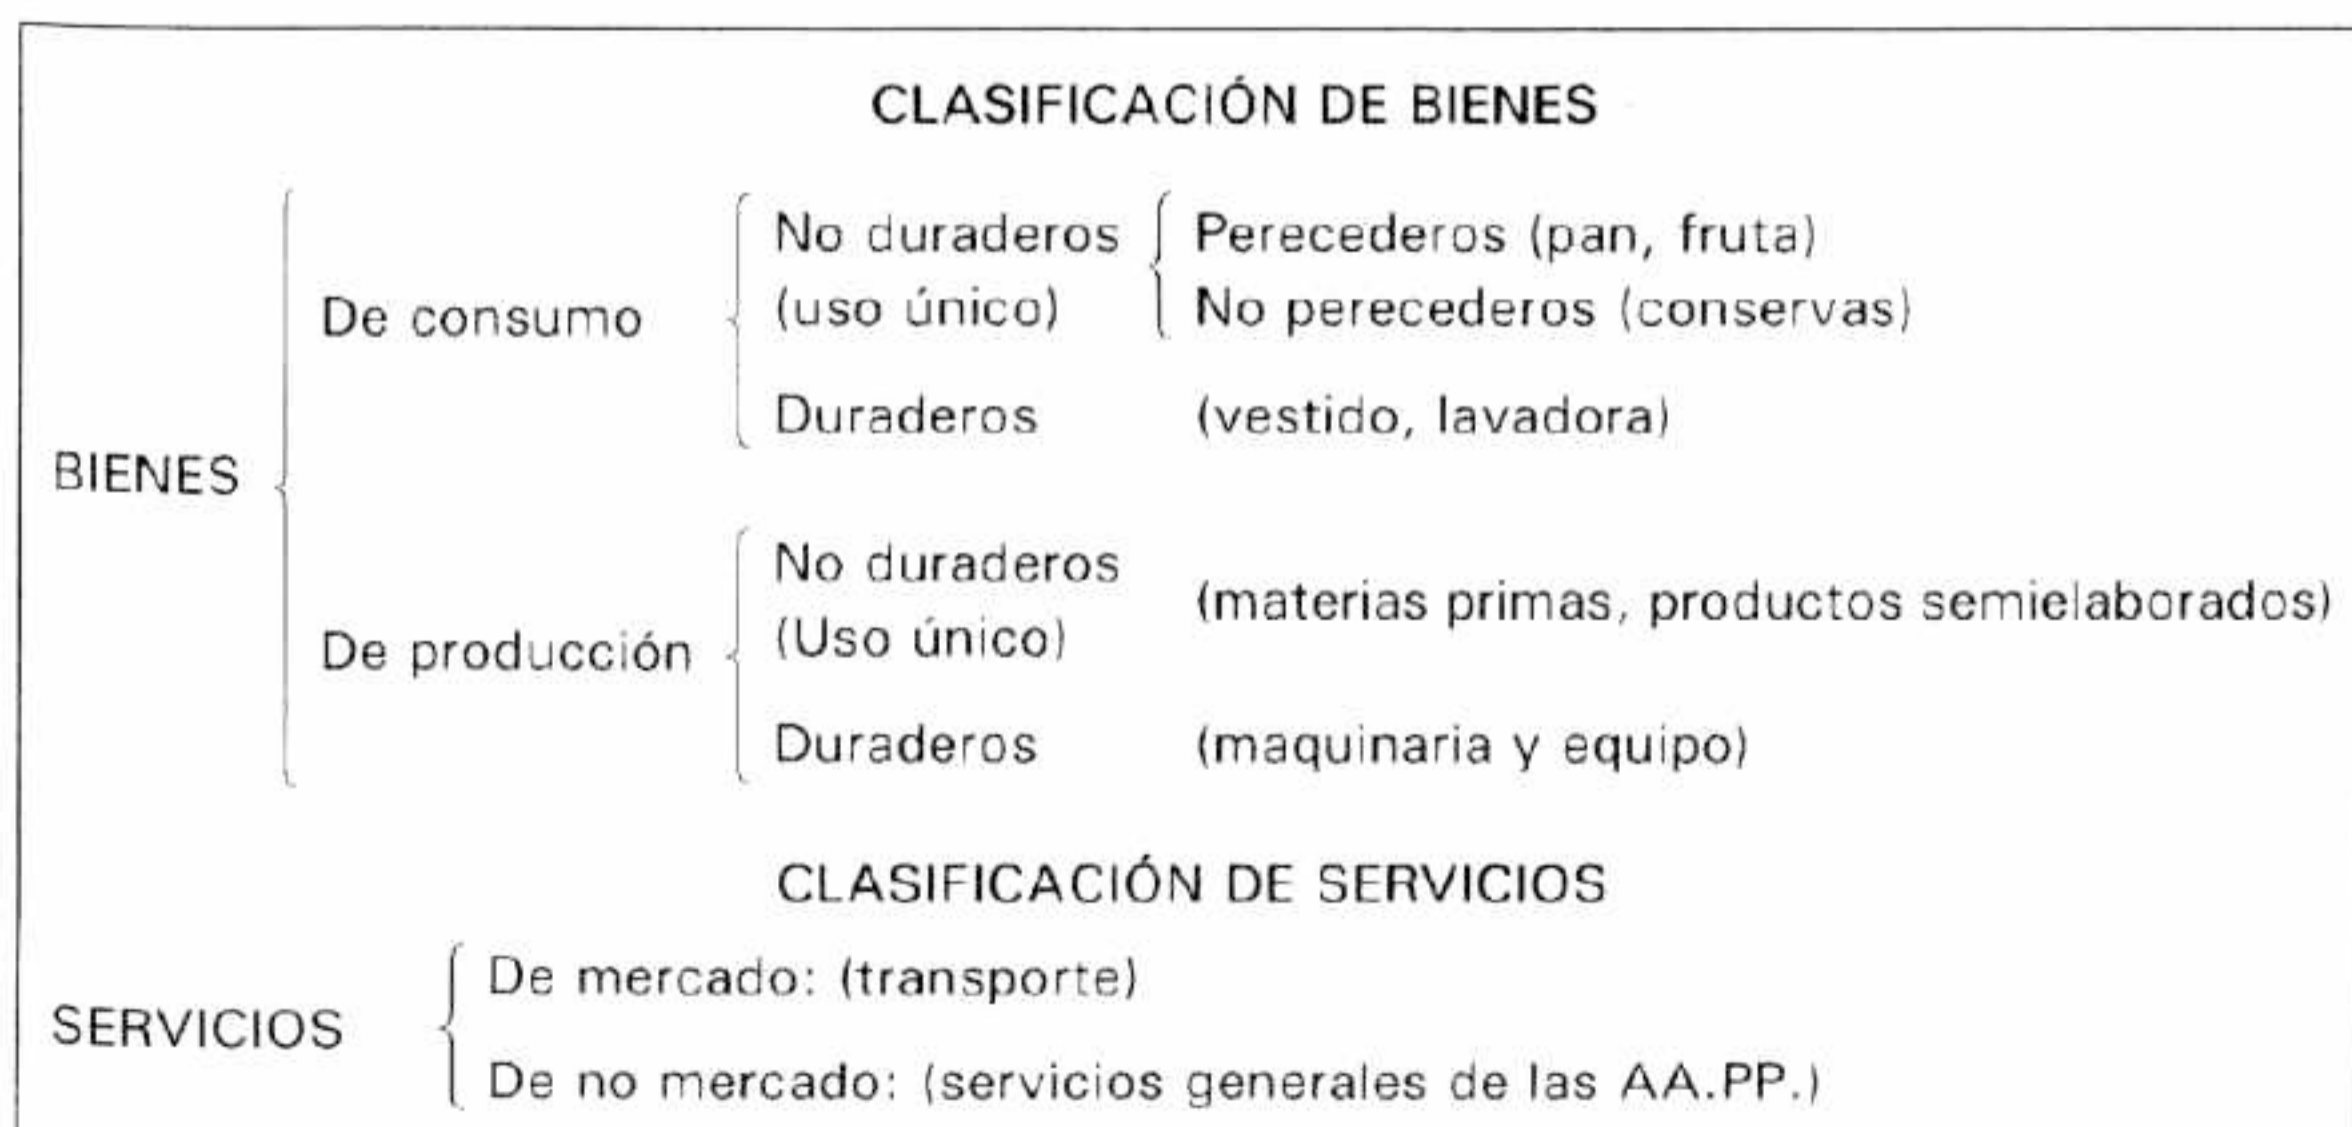 CLASIFICACIÓN DE BIENES
BIENES
De consumo
No duraderos
(uso único)
Perecederos (pan, fruta)
No perecederos (conservas)
Duraderos (vestido, lavadora)
De producción
No duraderos
(Uso único)
(materias primas, productos semielaborados)
Duraderos (maquinaria y equipo)
CLASIFICACIÓN DE SERVICIOS
SERVICIOS
De mercado: (transporte)
De no mercado: (servicios generales de las AA.PP.)